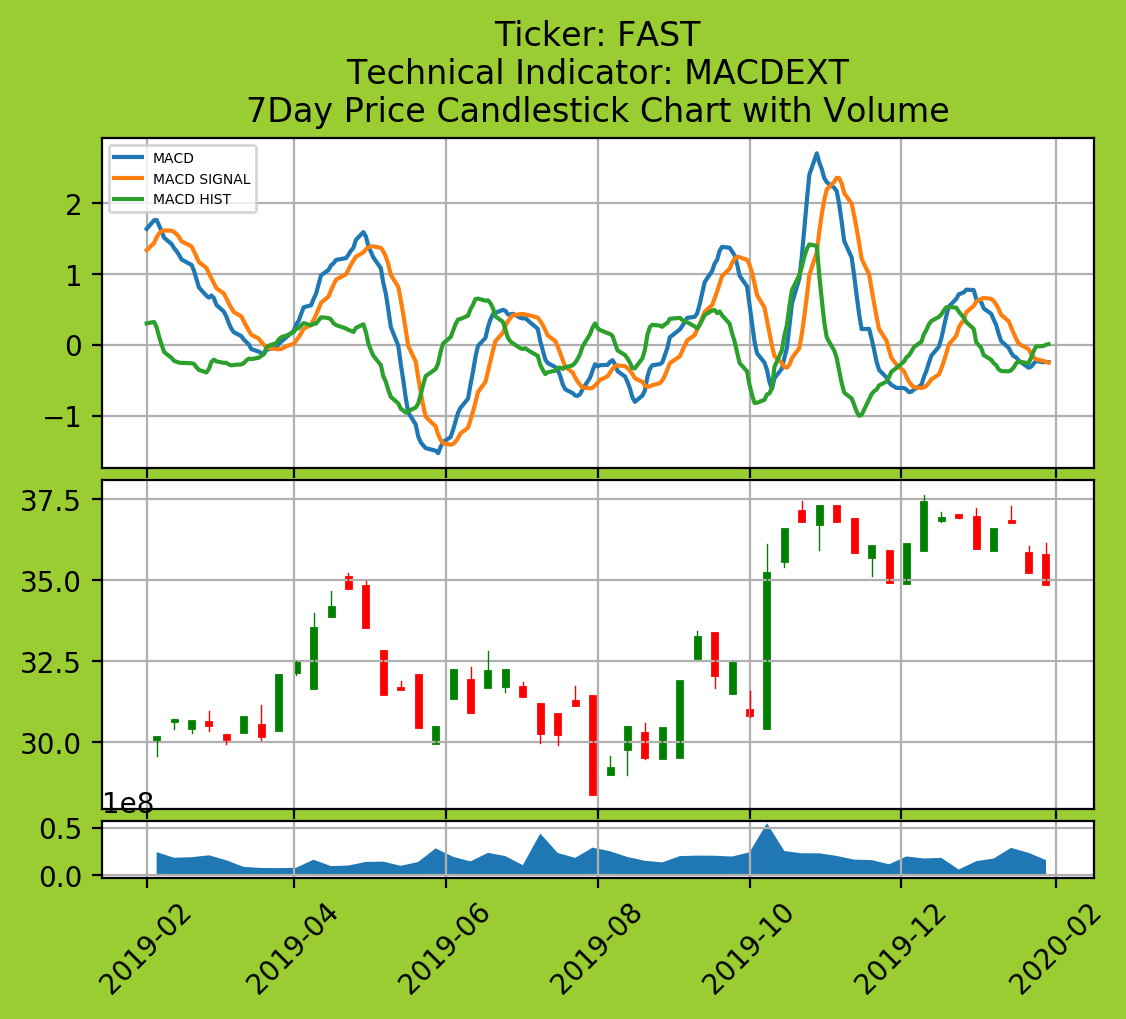 Ticker: FAST
Technical Indicator: MACDEXT
7Day Price Candlestick Chart with Volume
MACD
MACD SIGNAL
MACD HIST
2
1
0
−1
37.5
35.0
32.5
30.0
1e8
0.5
0.0
2019-02
2019-04
2019-06
2019-08
2019-10
2019-12
2020-02